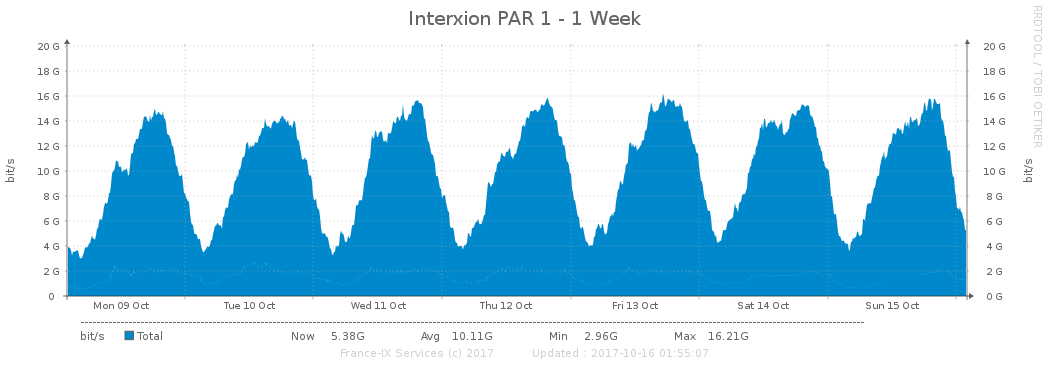 Interxion PAR 1 - 1 Week
RRDTOOL / TOBI OETIKER
20 G 20 G
18 G 18 G
16 G 16 G
14 G 14 G
12 G 12 G
10 G 10 G
8 G 8 G
6 G 6 G
4 G 4 G
2 G 2 G
0 0 G
bit/s bit/s
Mon 09 Oct Tue 10 Oct Wed 11 Oct Thu 12 Oct Fri 13 Oct Sat 14 Oct Sun 15 Oct
bit/s Total Now 5.38G Avg 10.11G Min 2.96G Max 16.21G
France-IX Services (c) 2017 Updated : 2017-10-16 01:55:07